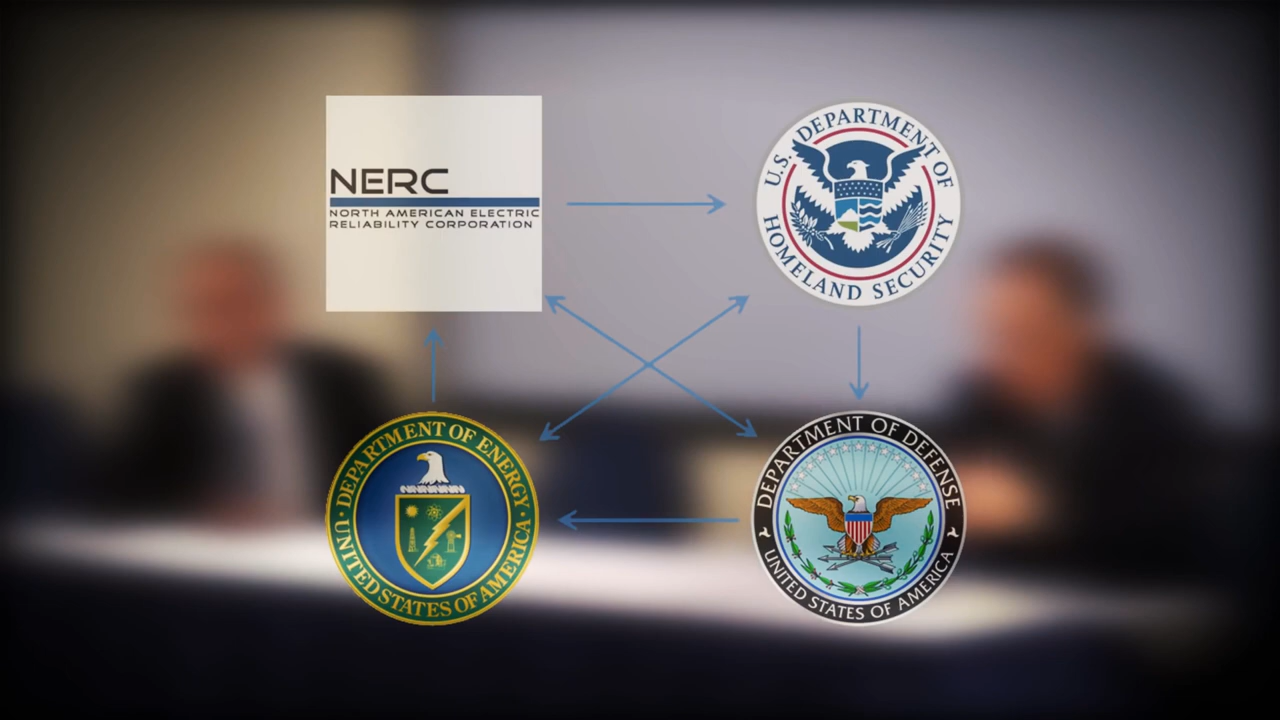 NERC
NORTH AMERICAN ELECTRIC
RELIABILITY CORPORATION
U.S. DEPARTMENT OF
HOMELAND SECURITY
DEPARTMENT OF ENERGY
UNITED STATES OF AMERICA
DEPARTMENT OF DEFENSE
UNITED STATES OF AMERICA